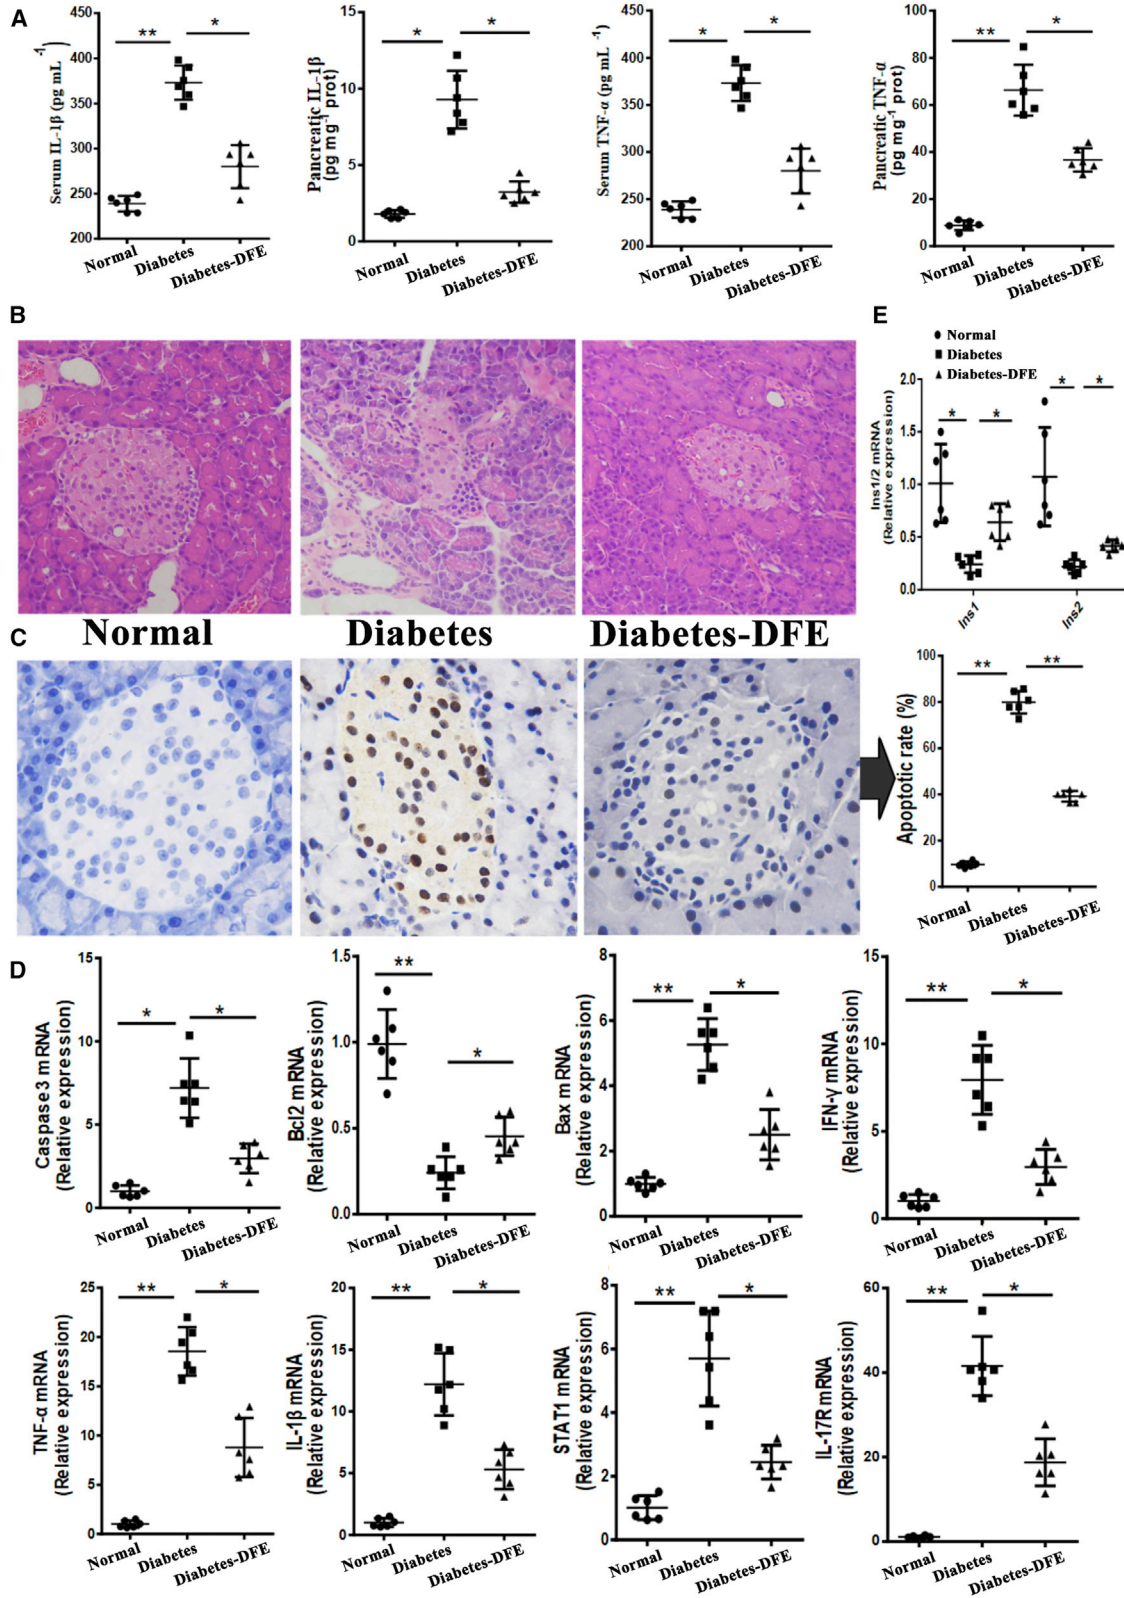 A
Serum IL-1β (pg mL -1)
450
400
350
300
250
200
**
*
Normal
Diabetes
Diabetes-DFE
Pancreatic IL-1β
(pg mg-1 prot)
15
10
5
0
*
*
Normal
Diabetes
Diabetes-DFE
Serum TNF-α (pg mL -1)
450
400
350
300
250
200
*
*
Normal
Diabetes
Diabetes-DFE
Pancreatic TNF-α
(pg mg-1 prot)
100
80
60
40
20
0
**
*
Normal
Diabetes
Diabetes-DFE
B
E
Normal
Diabetes
Diabetes-DFE
Ins1/2 mRNA
(Relative expression)
2.0
1.5
1.0
0.5
0.0
*
*
*
*
Ins1
Ins2
Normal
Diabetes
Diabetes-DFE
C
Apoptotic rate (%)
100
80
60
40
20
0
**
**
Normal
Diabetes
Diabetes-DFE
D
Caspase3 mRNA
(Relative expression)
15
10
5
0
*
*
Normal
Diabetes
Diabetes-DFE
Bcl2 mRNA
(Relative expression)
1.5
1.0
0.5
0.0
**
*
Normal
Diabetes
Diabetes-DFE
Bax mRNA
(Relative expression)
8
6
4
2
0
**
*
Normal
Diabetes
Diabetes-DFE
IFN-γ mRNA
(Relative expression)
15
10
5
0
**
*
Normal
Diabetes
Diabetes-DFE
TNF-α mRNA
(Relative expression)
25
20
15
10
5
0
**
*
Normal
Diabetes
Diabetes-DFE
IL-1β mRNA
(Relative expression)
20
15
10
5
0
**
*
Normal
Diabetes
Diabetes-DFE
STAT1 mRNA
(Relative expression)
8
6
4
2
0
**
*
Normal
Diabetes
Diabetes-DFE
IL-17R mRNA
(Relative expression)
60
40
20
0
**
*
Normal
Diabetes
Diabetes-DFE